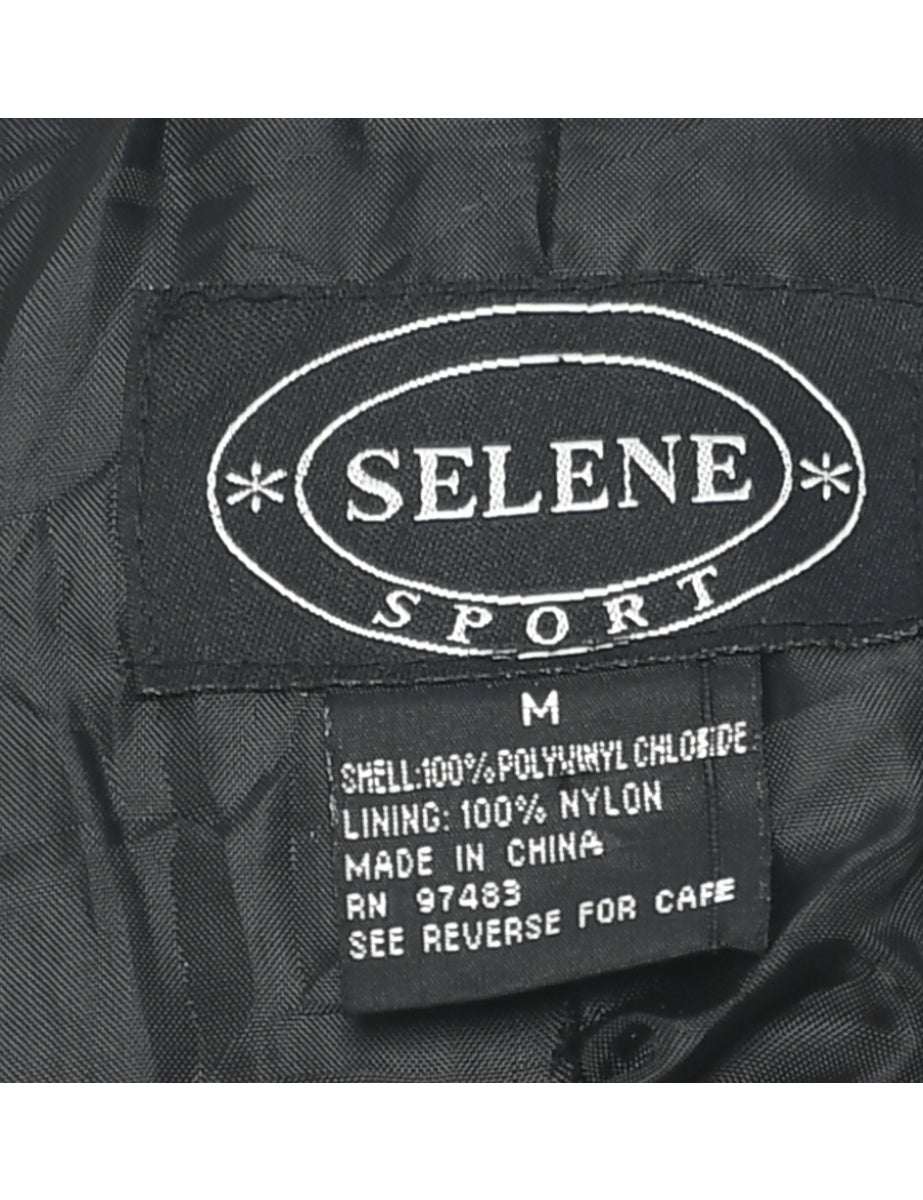 SELENE
SPORT
M
SHELL:100%POLYVINYL CHLORIDE
LINING: 100% NYLON
MADE IN CHINA
RN 97483
SEE REVERSE FOR CARE